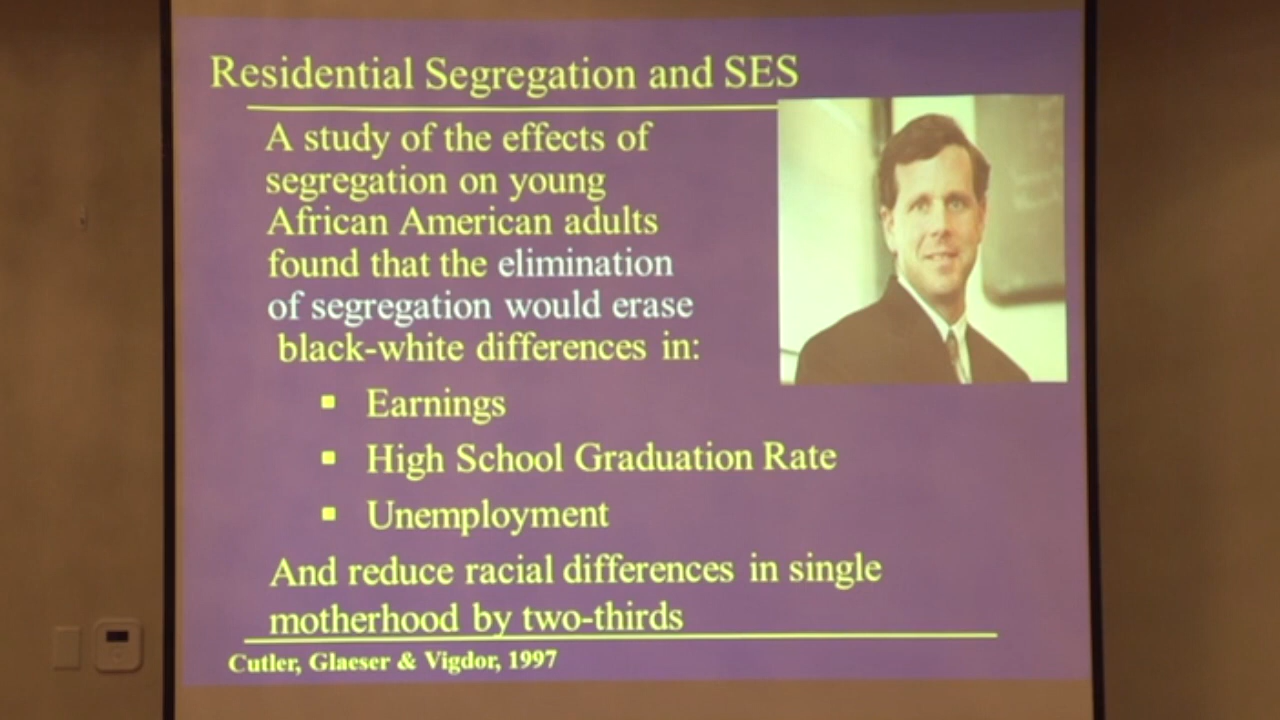 Residential Segregation and SES
A study of the effects of
segregation on young
African American adults
found that the elimination
of segregation would erase
black-white differences in:
▪ Earnings
▪ High School Graduation Rate
▪ Unemployment
And reduce racial differences in single
motherhood by two-thirds
Cutler, Glaeser & Vigdor, 1997